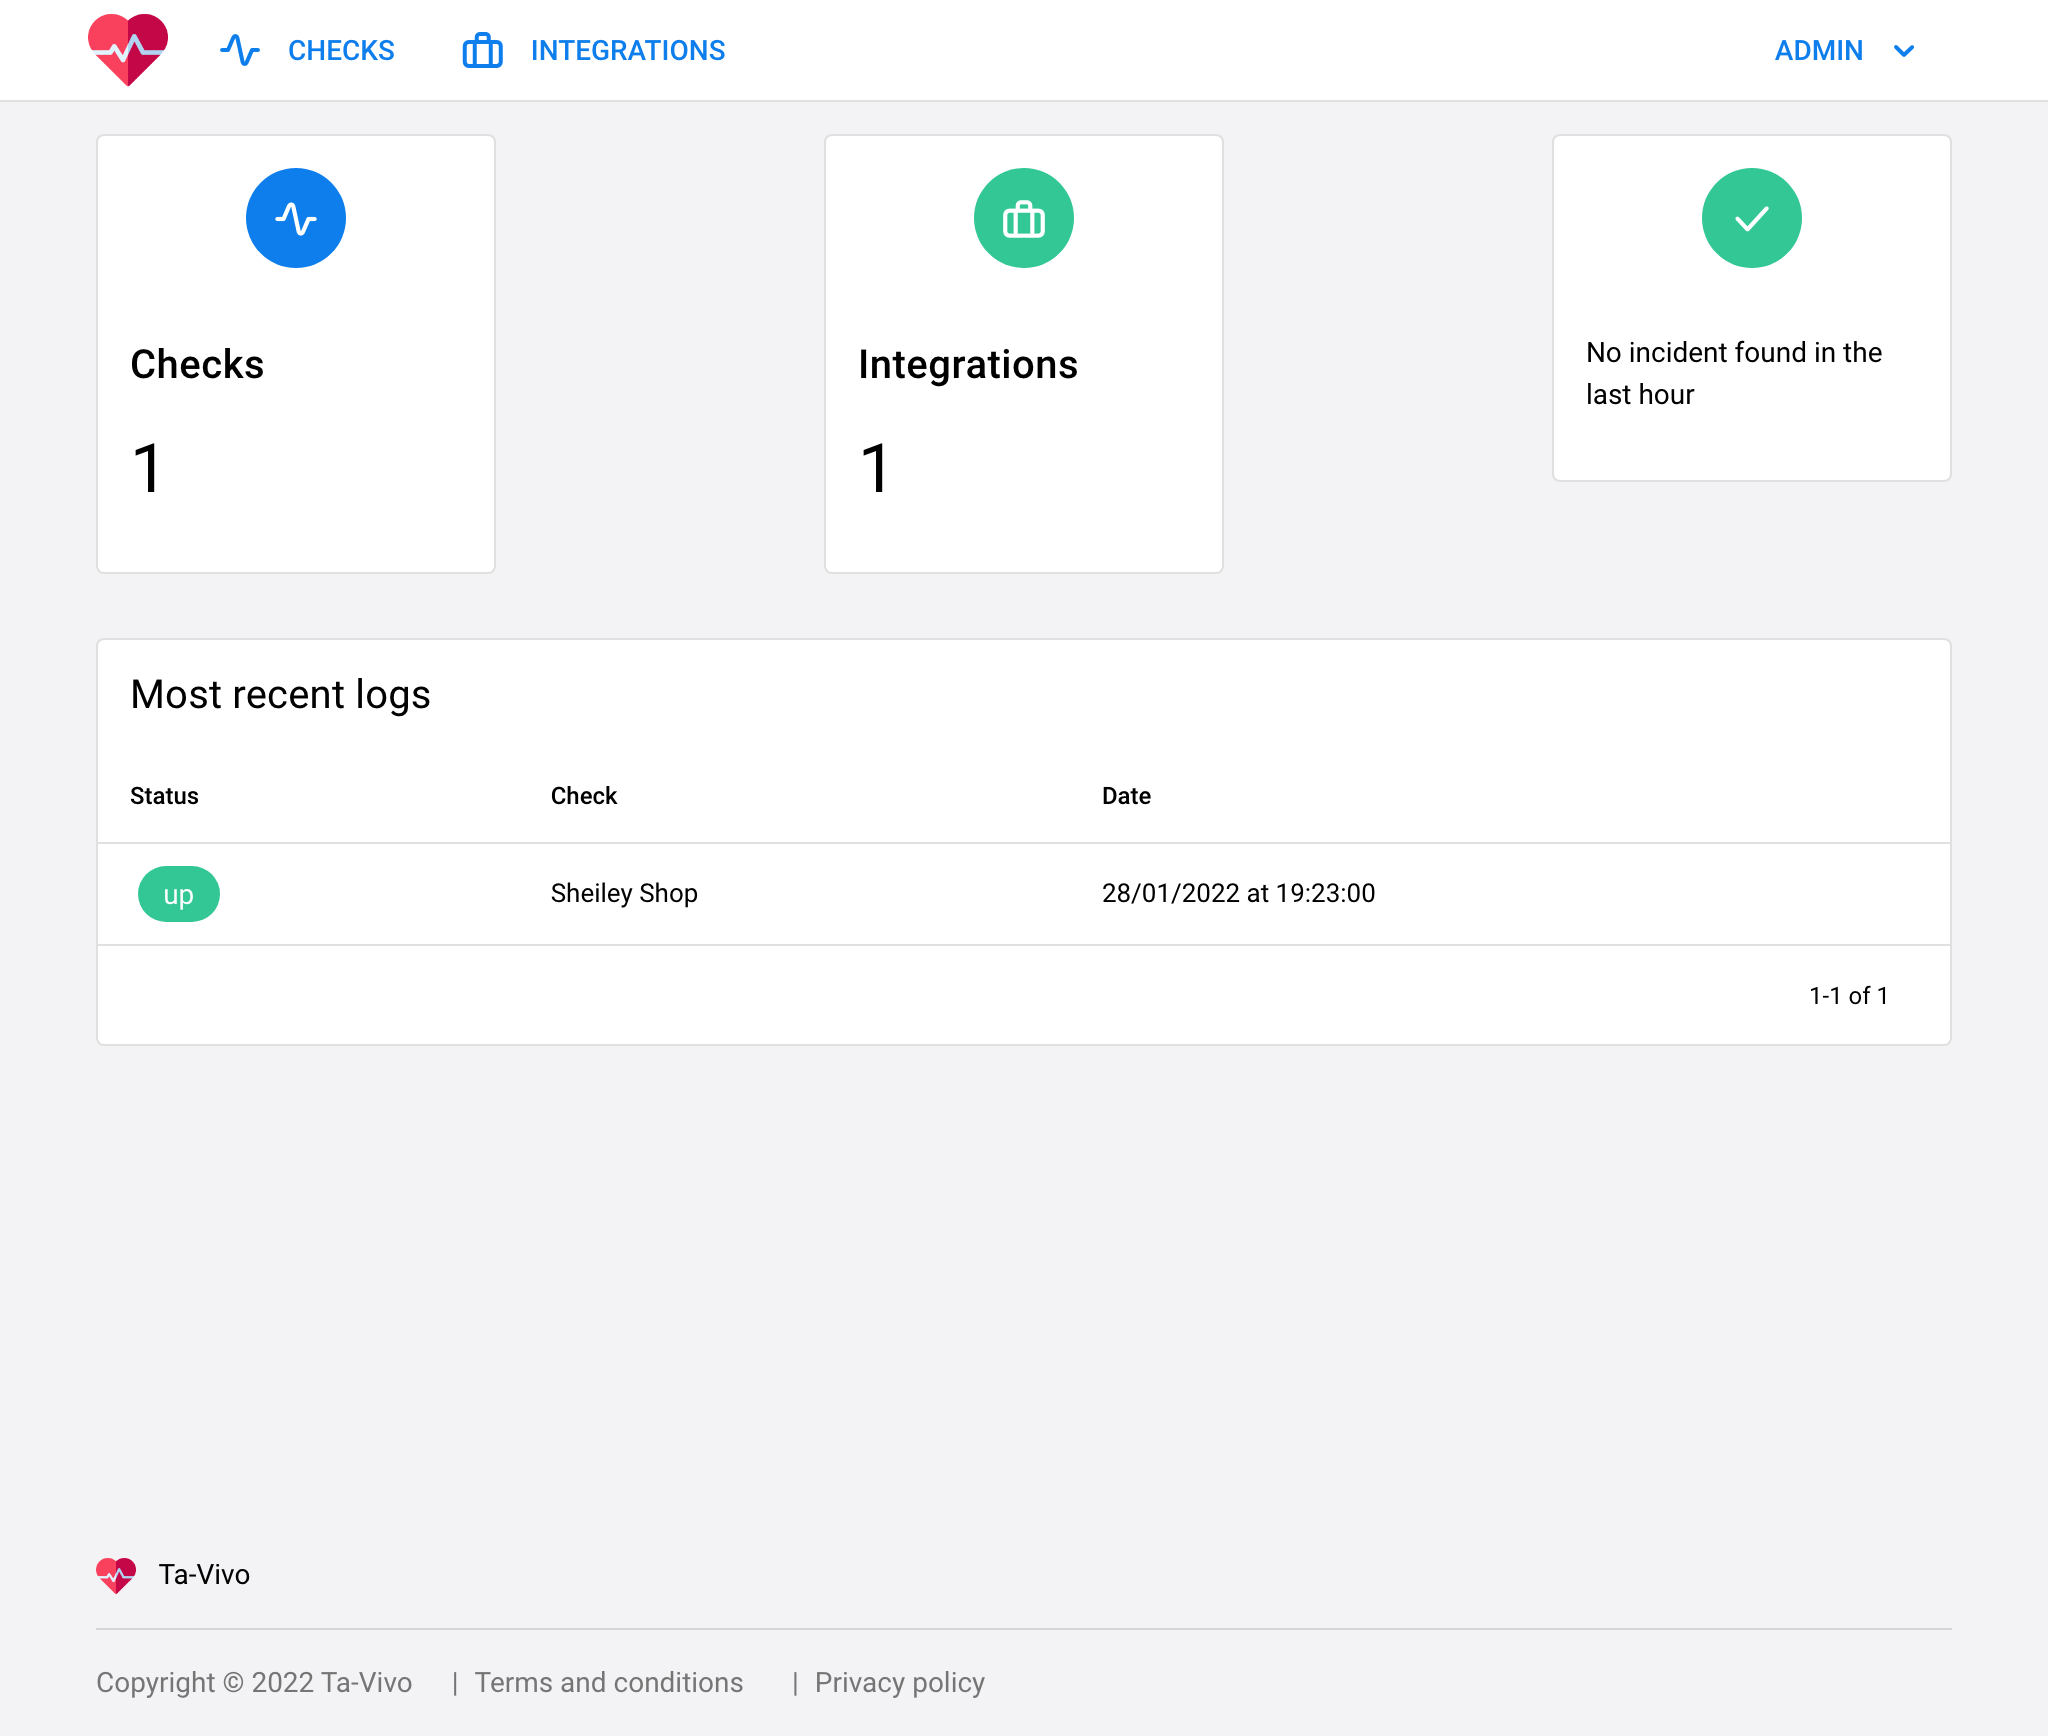 CHECKS INTEGRATIONS ADMIN
Checks
1
Integrations
1
No incident found in the
last hour
Most recent logs
Status Check Date
up Sheiley Shop 28/01/2022 at 19:23:00
1-1 of 1
Ta-Vivo
Copyright © 2022 Ta-Vivo | Terms and conditions | Privacy policy